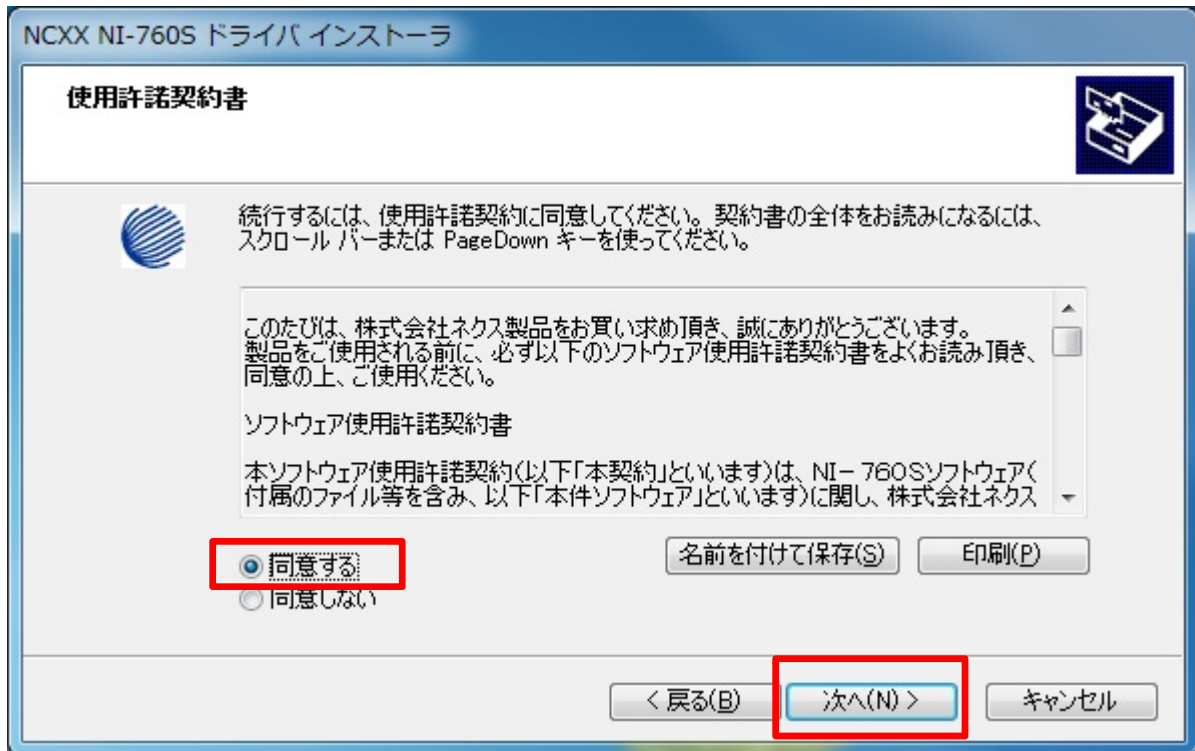 NCXX NI-760S ドライバ インストーラ
使用許諾契約書
続行するには、使用許諾契約に同意してください。契約書の全体をお読みになるには、
スクロール バーまたは PageDown キーを使ってください。
このたびは、株式会社ネクス製品をお買い求め頂き、誠にありがとうございます。
製品をご使用される前に、必ず以下のソフトウェア使用許諾契約書をよくお読み頂き、
同意の上、ご使用ください。
ソフトウェア使用許諾契約書
本ソフトウェア使用許諾契約(以下「本契約」といいます)は、NI－760Sソフトウェア(
付属のファイル等を含み、以下「本件ソフトウェア」といいます)に関し、株式会社ネクス
同意する
名前を付けて保存(S) 印刷(P)
同意しない
< 戻る(B) 次へ(N) > キャンセル